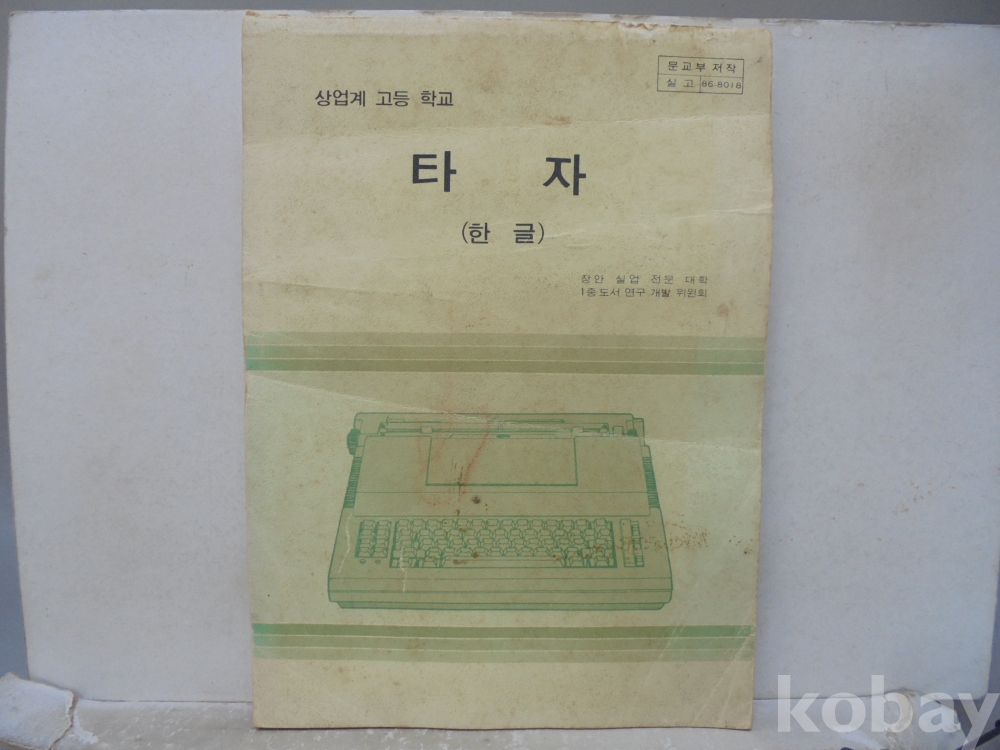 문교부 저작
실 고 86-8018
상업계 고등 학교
타 자
(한 글)
장안 실업 전문 대학
1종도서 연구 개발 위원회
kobay